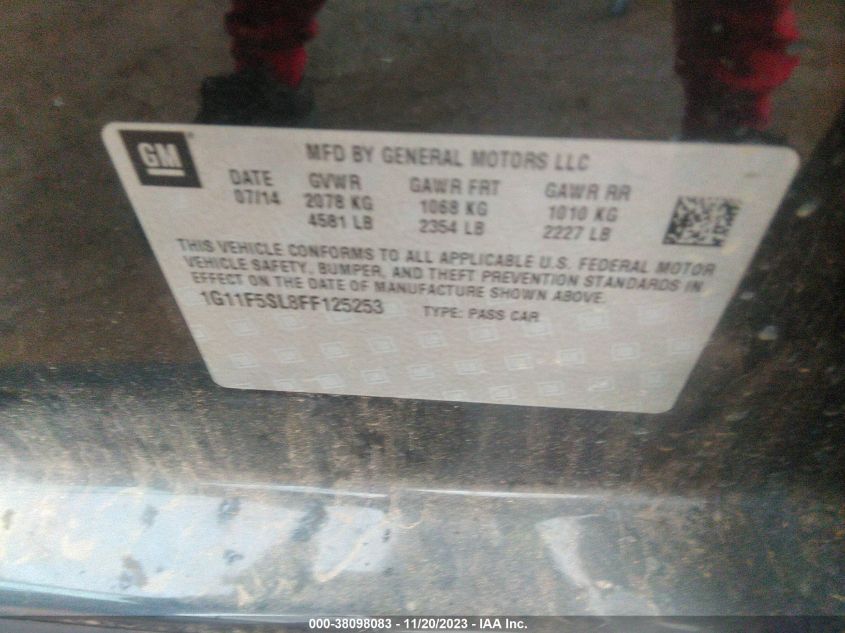 GM
MFD BY GENERAL MOTORS LLC
DATE GVWR GAWR FRT GAWR RR
07/14 2078 KG 1068 KG 1010 KG
4581 LB 2354 LB 2227 LB
THIS VEHICLE CONFORMS TO ALL APPLICABLE U.S. FEDERAL MOTOR
VEHICLE SAFETY, BUMPER, AND THEFT PREVENTION STANDARDS IN
EFFECT ON THE DATE OF MANUFACTURE SHOWN ABOVE.
1G11F5SL8FF125253 TYPE: PASS CAR
000-38098083 - 11/20/2023 - IAA Inc.